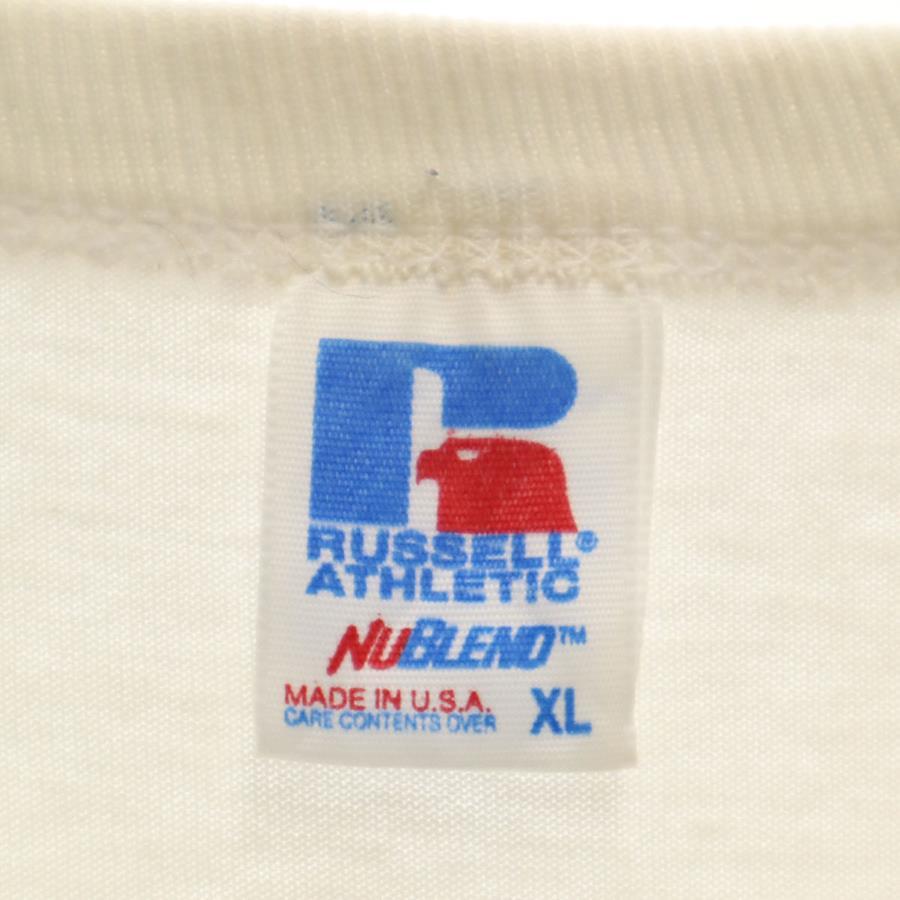 RUSSELL®
ATHLETIC
NUBLEND™
MADE IN U.S.A.
CARE CONTENTS OVER
XL